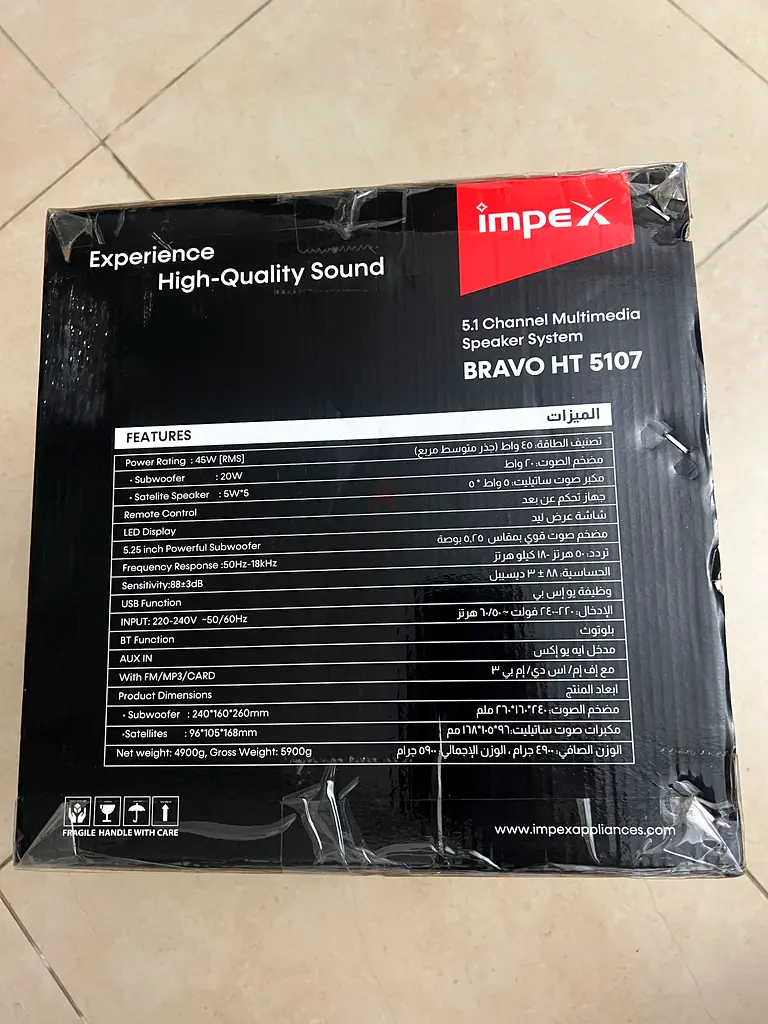 Experience
High-Quality Sound
impex
5.1 Channel Multimedia
Speaker System
BRAVO HT 5107
FEATURES الميزات
Power Rating : 45W [RMS] تصنيف الطاقة: ٤٥ واط (جذر متوسط مربع)
• Subwoofer : 20W مضخم الصوت: ٢٠ واط
• Satelite Speaker : 5W*5 مكبر صوت ساتيليت: ٥ واط * ٥
Remote Control جهاز تحكم عن بعد
LED Display شاشة عرض ليد
5.25 inch Powerful Subwoofer مضخم صوت قوي بمقاس ٥,٢٥ بوصة
Frequency Response :50Hz-18kHz تردد: ٥٠ هرتز -١٨ كيلو هرتز
Sensitivity:88±3dB الحساسية: ٨٨ ± ٣ ديسيبل
USB Function وظيفة يو إس بي
INPUT: 220-240V ~50/60Hz الإدخال: ٢٢٠-٢٤٠ فولت ~ ٦٠/٥٠ هرتز
BT Function بلوتوث
AUX IN مدخل ايه يو إكس
With FM/MP3/CARD مع إف إم/ اس دي/ إم بي ٣
Product Dimensions ابعاد المنتج
• Subwoofer : 240*160*260mm مضخم الصوت: ٢٤٠*١٦٠*٢٦٠ ملم
•Satellites : 96*105*168mm مكبرات صوت ساتيليت: ٩٦*١٠٥*١٦٨ مم
Net weight: 4900g, Gross Weight: 5900g الوزن الصافي: ٤٩٠٠ جرام ، الوزن الإجمالي: ٥٩٠٠ جرام
FRAGILE HANDLE WITH CARE
www.impexappliances.com